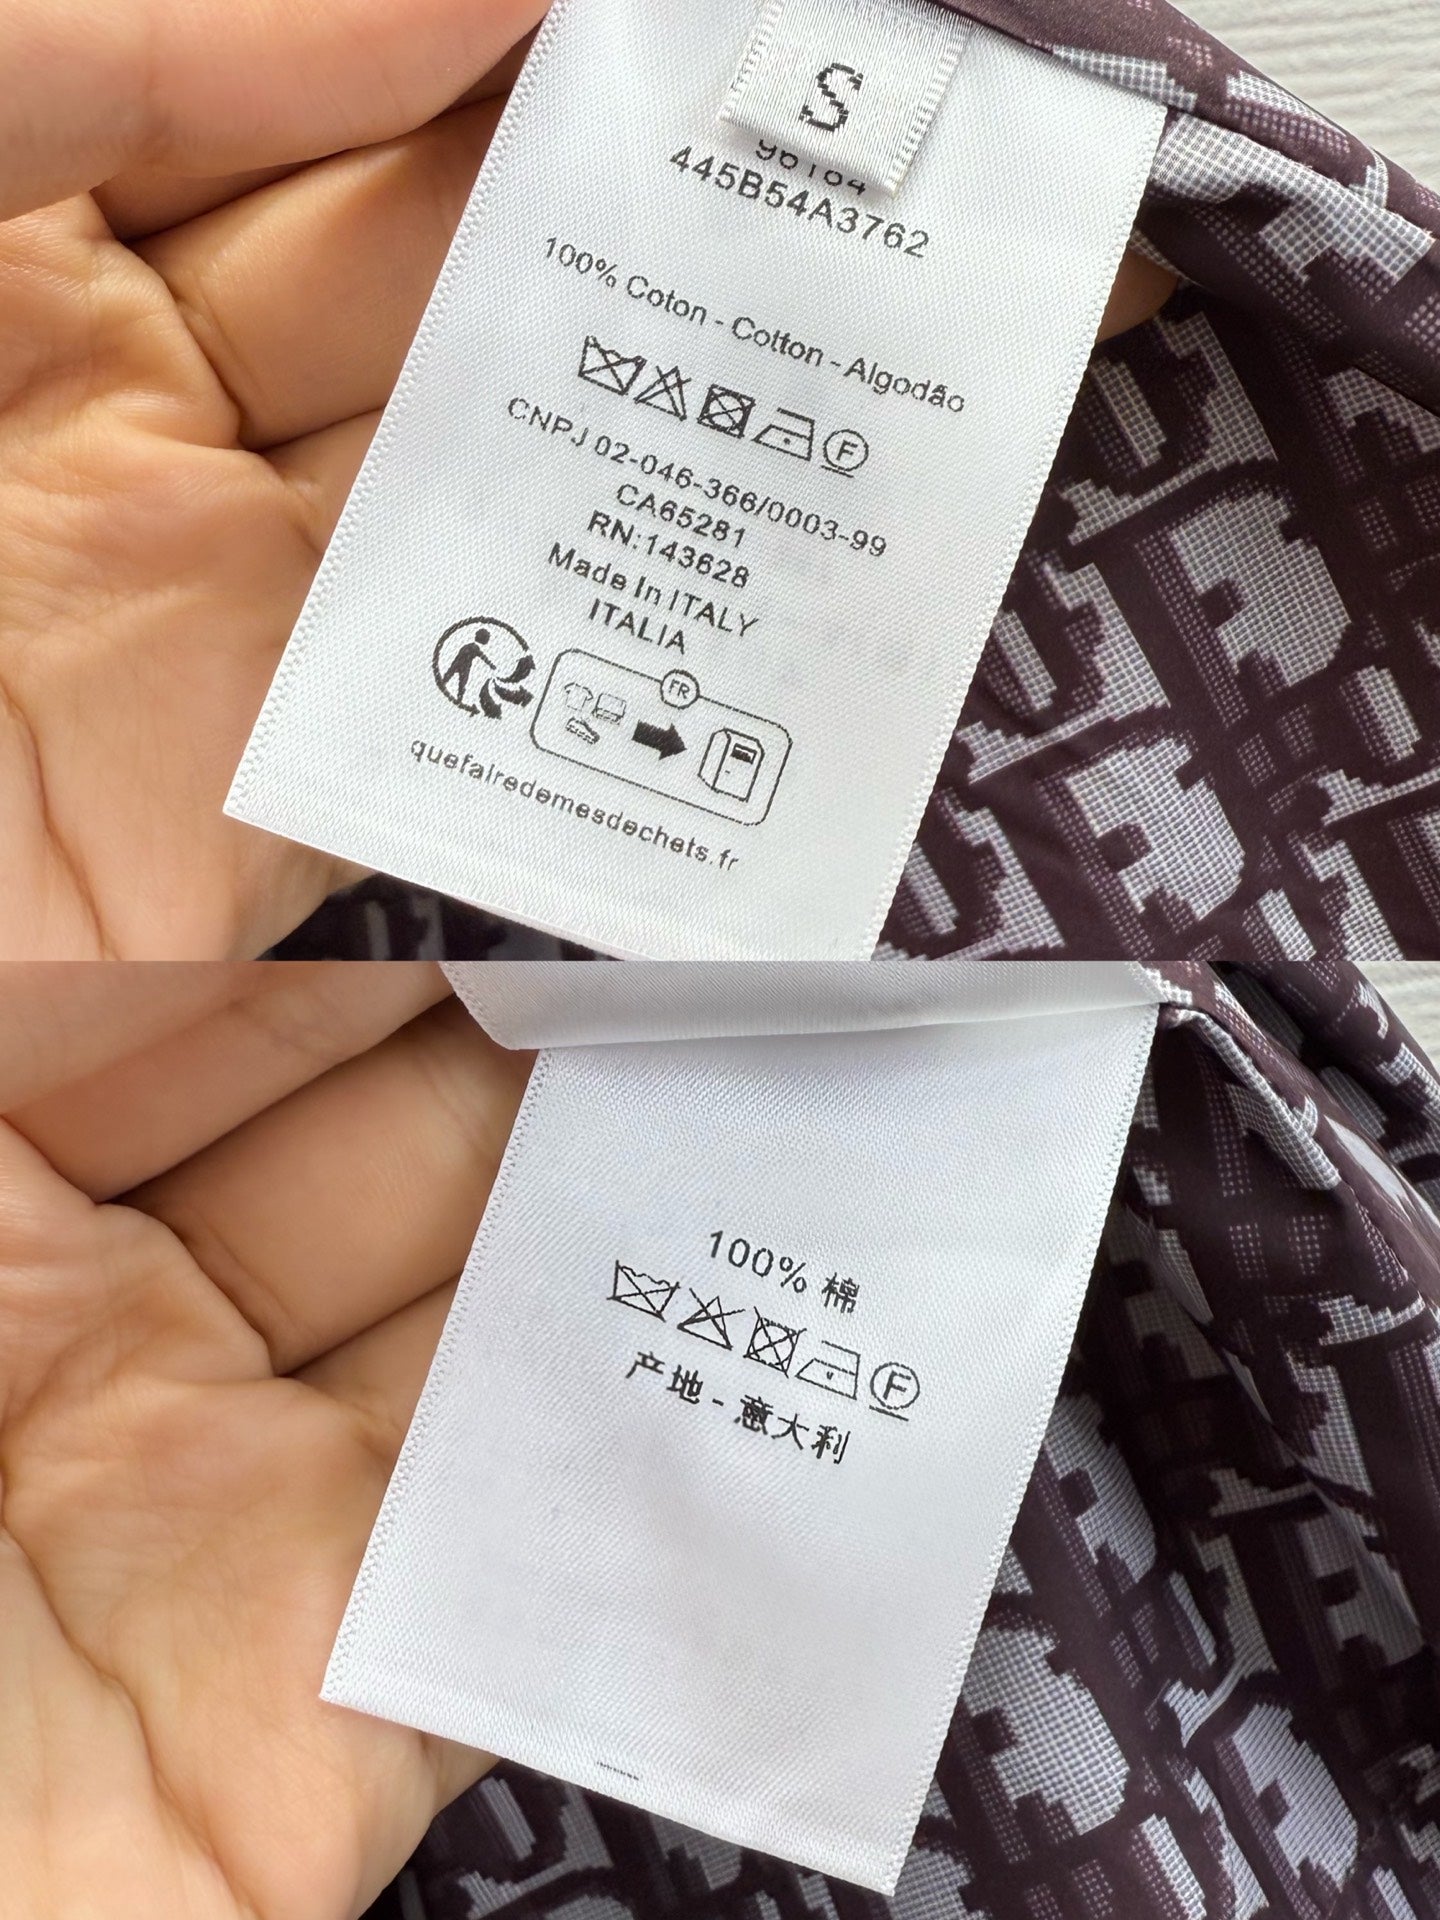 S
96184
445B54A3762
100% Coton - Cotton - Algodão
F
CNPJ 02-046-366/0003-99
CA65281
RN:143628
Made In ITALY
ITALIA
FR
quefairedemesdechets.fr
100% 棉
F
产地 - 意大利